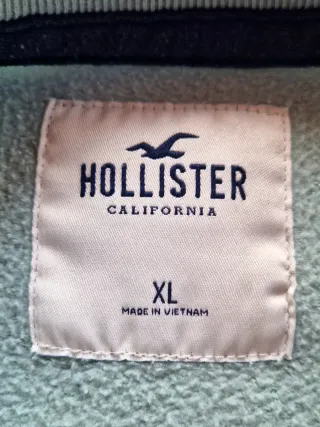 HOLLISTER
CALIFORNIA
XL
MADE IN VIETNAM